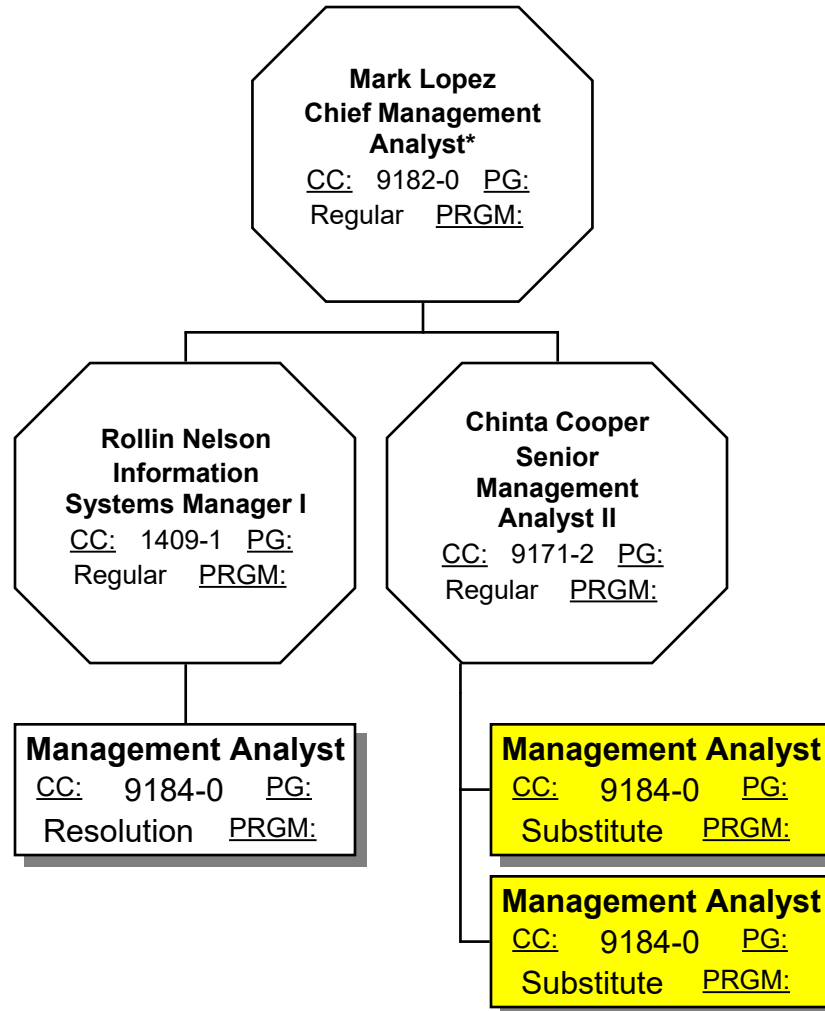 Mark Lopez
Chief Management
Analyst*
CC: 9182-0 PG:
Regular PRGM:
Rollin Nelson
Information
Systems Manager I
CC: 1409-1 PG:
Regular PRGM:
Chinta Cooper
Senior
Management
Analyst II
CC: 9171-2 PG:
Regular PRGM:
Management Analyst
CC: 9184-0 PG:
Resolution PRGM:
Management Analyst
CC: 9184-0 PG:
Substitute PRGM:
Management Analyst
CC: 9184-0 PG:
Substitute PRGM: